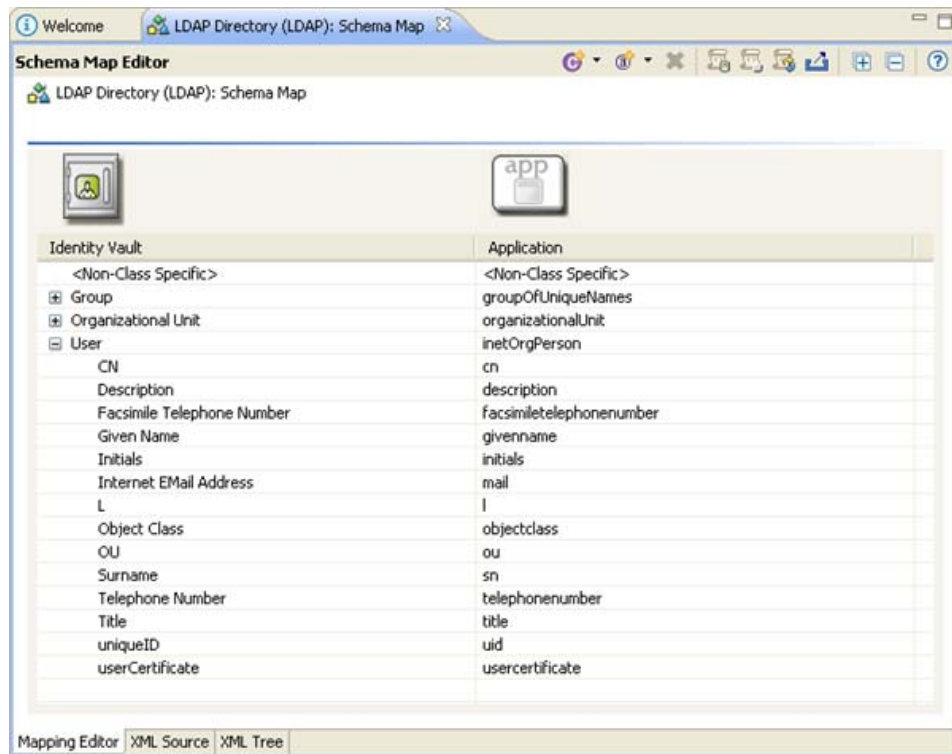 Welcome LDAP Directory (LDAP): Schema Map
Schema Map Editor
LDAP Directory (LDAP): Schema Map
app
Identity Vault Application
<Non-Class Specific> <Non-Class Specific>
Group groupOfUniqueNames
Organizational Unit organizationalUnit
User inetOrgPerson
CN cn
Description description
Facsimile Telephone Number facsimiletelephonenumber
Given Name givenname
Initials initials
Internet EMail Address mail
L l
Object Class objectclass
OU ou
Surname sn
Telephone Number telephonenumber
Title title
uniqueID uid
userCertificate usercertificate
Mapping Editor XML Source XML Tree